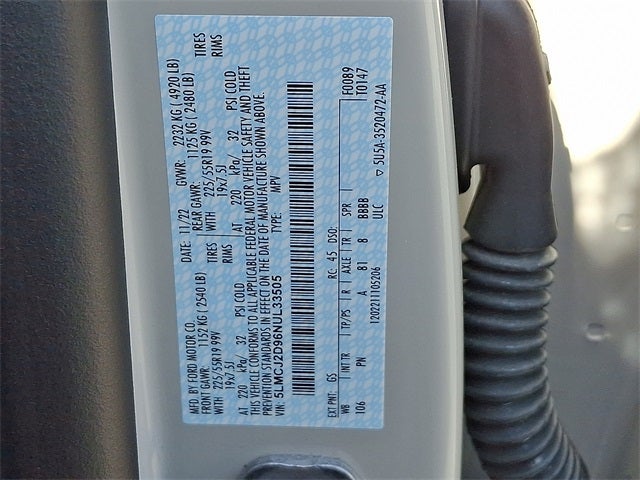 MFD. BY FORD MOTOR CO.
DATE: 11/22 GVWR: 2232 KG ( 4920 LB)
FRONT GAWR: 1152 KG ( 2540 LB) REAR GAWR: 1125 KG ( 2480 LB)
WITH 225/55R19 99V TIRES WITH 225/55R19 99V TIRES
19x7.5J RIMS 19x7.5J RIMS
AT 220 kPa/ 32 PSI COLD AT 220 kPa/ 32 PSI COLD
THIS VEHICLE CONFORMS TO ALL APPLICABLE FEDERAL MOTOR VEHICLE SAFETY AND THEFT
PREVENTION STANDARDS IN EFFECT ON THE DATE OF MANUFACTURE SHOWN ABOVE.
VIN: 5LMCJ2D96NUL33505 TYPE: MPV
F0089
T0147
EXT PNT: GS RC: 45 DSO:
WB INT TR TP/PS R AXLE TR SPR
106 PN A B1 B BBBB
ULC
1202211105206 ▽ 5U5A-3520472-AA